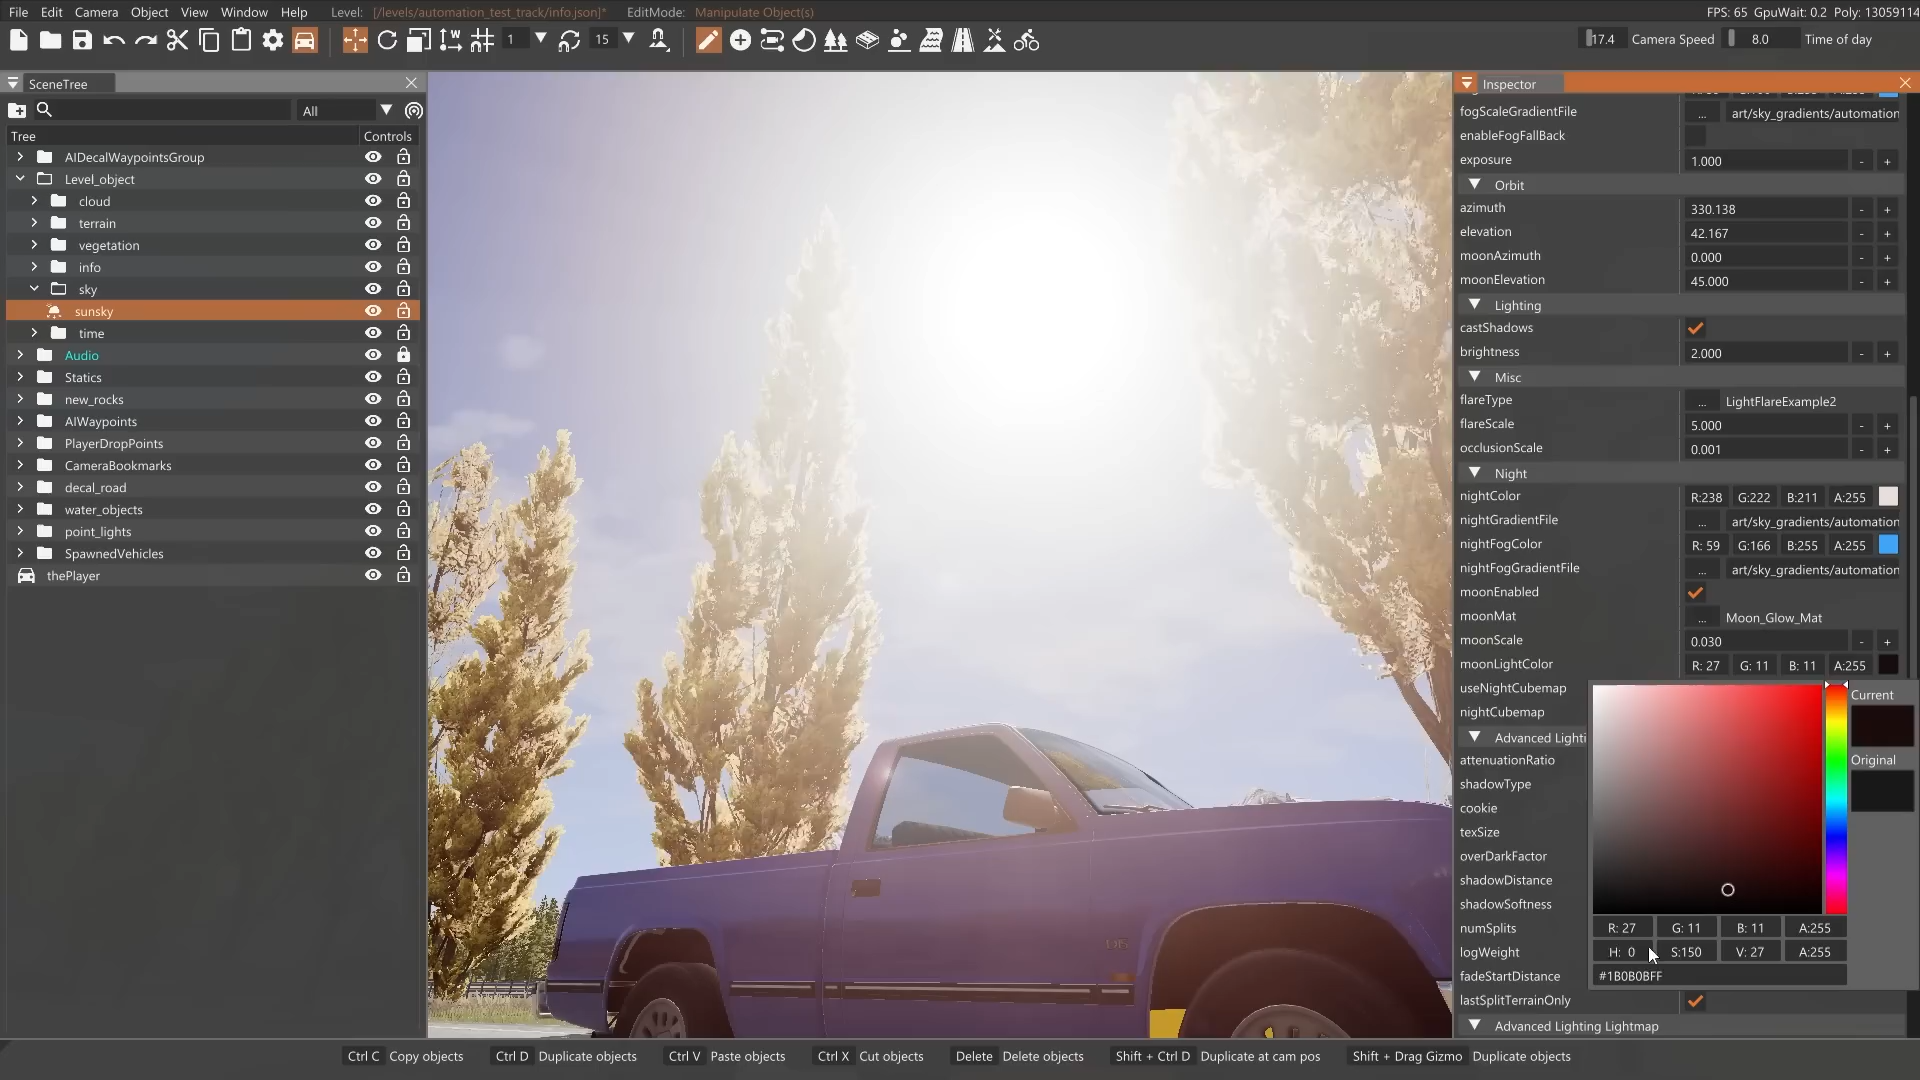 File Edit Camera Object View Window Help Level: [/levels/automation_test_track/info.json]* EditMode: Manipulate Object(s) FPS: 65 GpuWait: 0.2 Poly: 13059114
1 15 17.4 Camera Speed 8.0 Time of day
SceneTree
All
Tree Controls
AIDecalWaypointsGroup
Level_object
cloud
terrain
vegetation
info
sky
sunsky
time
Audio
Statics
new_rocks
AIWaypoints
PlayerDropPoints
CameraBookmarks
decal_road
water_objects
point_lights
SpawnedVehicles
thePlayer
Inspector
fogScaleGradientFile ... art/sky_gradients/automation
enableFogFallBack
exposure 1.000 - +
Orbit
azimuth 330.138 - +
elevation 42.167 - +
moonAzimuth 0.000 - +
moonElevation 45.000 - +
Lighting
castShadows
brightness 2.000 - +
Misc
flareType ... LightFlareExample2
flareScale 5.000 - +
occlusionScale 0.001 - +
Night
nightColor R:238 G:222 B:211 A:255
nightGradientFile ... art/sky_gradients/automation
nightFogColor R: 59 G:166 B:255 A:255
nightFogGradientFile ... art/sky_gradients/automation
moonEnabled
moonMat ... Moon_Glow_Mat
moonScale 0.030 - +
moonLightColor R: 27 G: 11 B: 11 A:255
useNightCubemap
nightCubemap
Advanced Lighti
attenuationRatio
shadowType
cookie
texSize
overDarkFactor
shadowDistance
shadowSoftness
numSplits
logWeight
fadeStartDistance
lastSplitTerrainOnly
Advanced Lighting Lightmap
Current
Original
R: 27 G: 11 B: 11 A:255
H: 0 S:150 V: 27 A:255
#1B0B0BFF
Ctrl C Copy objects Ctrl D Duplicate objects Ctrl V Paste objects Ctrl X Cut objects Delete Delete objects Shift + Ctrl D Duplicate at cam pos Shift + Drag Gizmo Duplicate objects